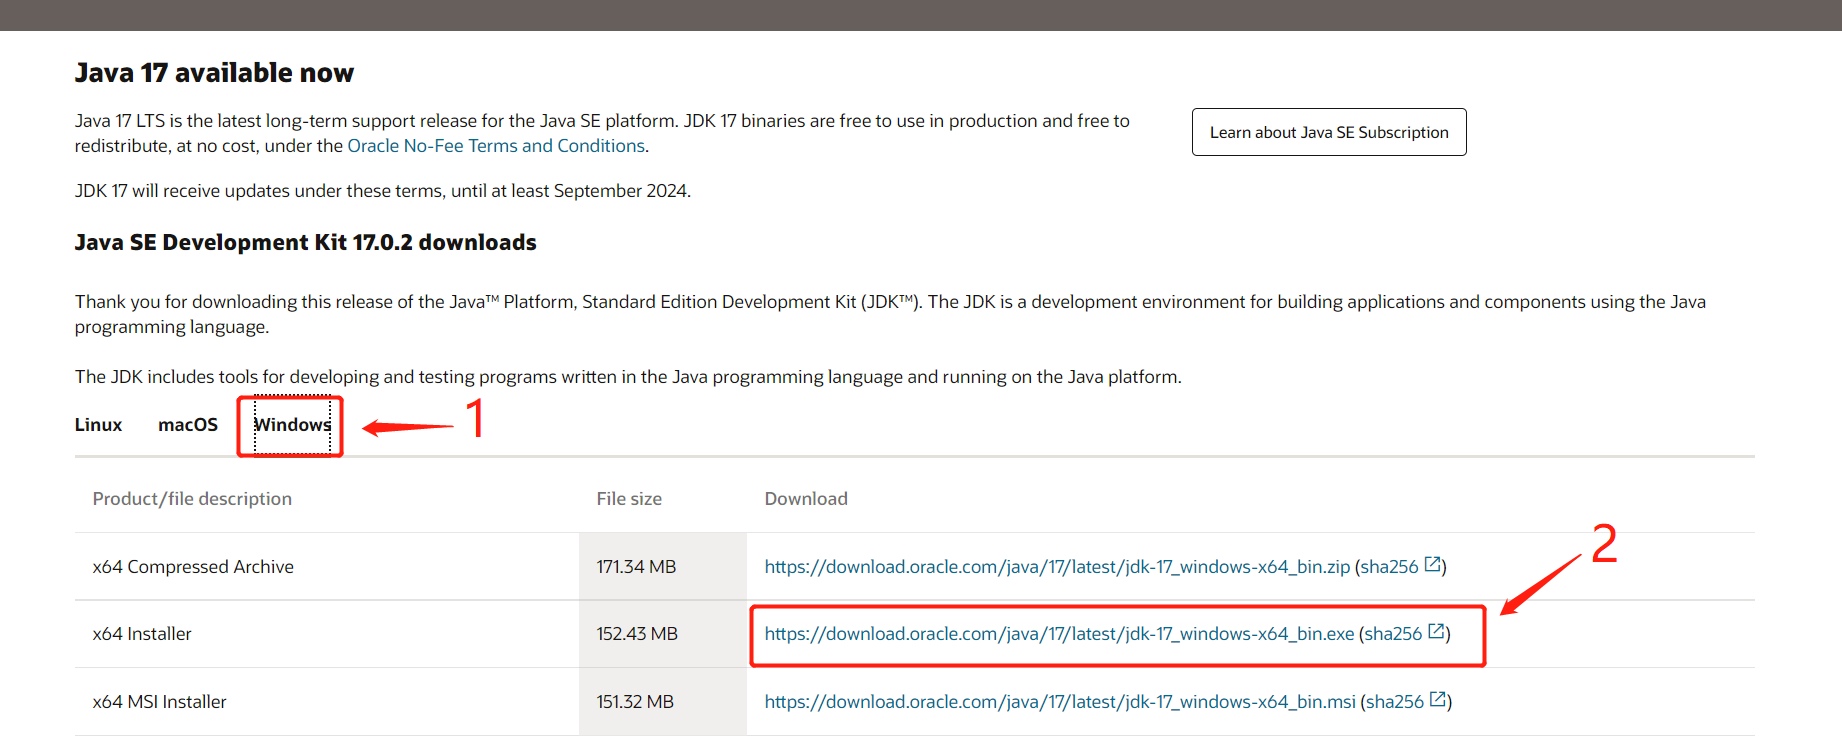 Java 17 available now
Java 17 LTS is the latest long-term support release for the Java SE platform. JDK 17 binaries are free to use in production and free to
redistribute, at no cost, under the Oracle No-Fee Terms and Conditions.
Learn about Java SE Subscription
JDK 17 will receive updates under these terms, until at least September 2024.
Java SE Development Kit 17.0.2 downloads
Thank you for downloading this release of the Java™ Platform, Standard Edition Development Kit (JDK™). The JDK is a development environment for building applications and components using the Java
programming language.
The JDK includes tools for developing and testing programs written in the Java programming language and running on the Java platform.
Linux macOS Windows 1
Product/file description File size Download
2
x64 Compressed Archive 171.34 MB https://download.oracle.com/java/17/latest/jdk-17_windows-x64_bin.zip (sha256)
x64 Installer 152.43 MB https://download.oracle.com/java/17/latest/jdk-17_windows-x64_bin.exe (sha256)
x64 MSI Installer 151.32 MB https://download.oracle.com/java/17/latest/jdk-17_windows-x64_bin.msi (sha256)